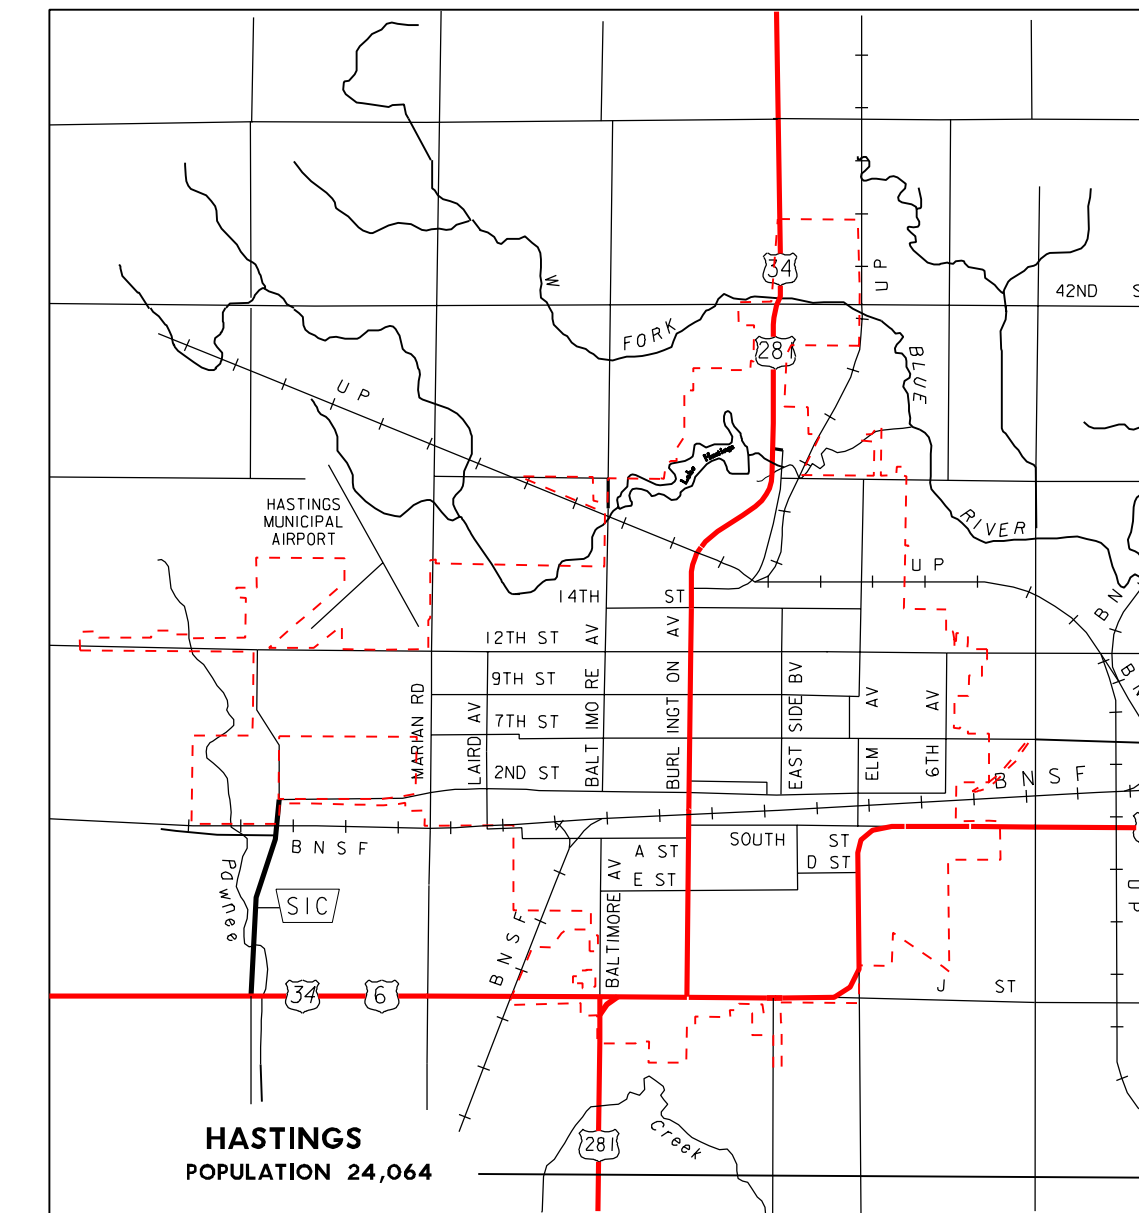 34
UP
42ND S
W
FORK
281
BLUE
UP
Lake Hastings
HASTINGS
MUNICIPAL
AIRPORT
RIVER
UP
BN
14TH ST
12TH ST
BALTIMORE AV
BURLINGTON AV
9TH ST
EAST SIDE BV
MARIAN RD
LAIRD AV
7TH ST
ELM AV
6TH AV
BN
2ND ST
BNSF
BNSF
SOUTH ST
A ST
D ST
E ST
Pawnee
SIC
BALTIMORE AV
BNSF
UP
34
6
J ST
HASTINGS
POPULATION 24,064
281
Creek